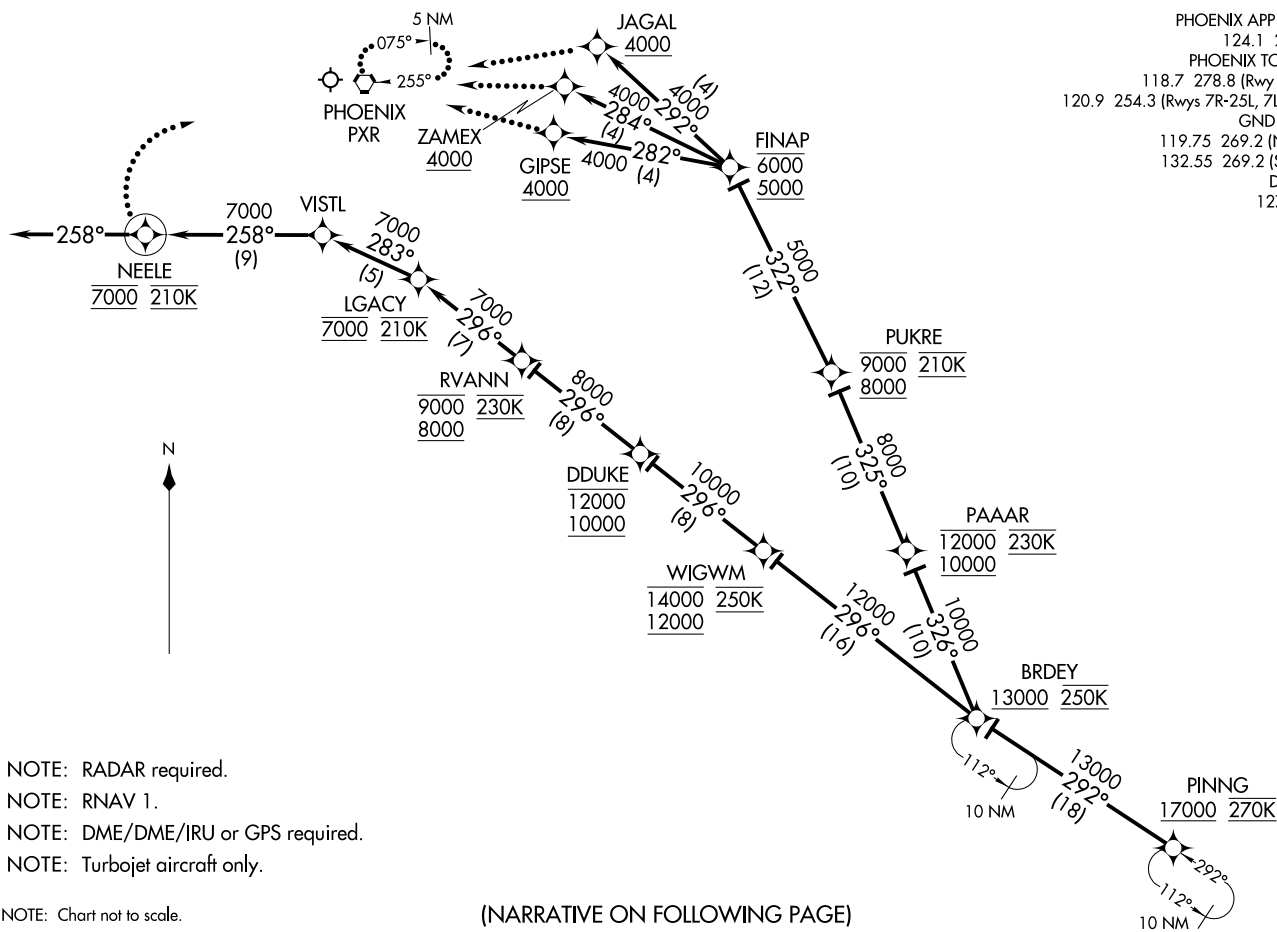 5 NM
075°
255°
PHOENIX
PXR
JAGAL
4000
ZAMEX
4000
GIPSE
4000
4000
292°
(4)
4000
284°
(4)
282°
4000
(4)
FINAP
6000
5000
PHOENIX APP
124.1
PHOENIX TO
118.7 278.8 (Rwy
120.9 254.3 (Rwys 7R-25L, 7L
GND
119.75 269.2 (N
132.55 269.2 (S
D
127
258°
NEELE
7000 210K
7000
258°
(9)
VISTL
7000
283°
(5)
LGACY
7000 210K
7000
296°
(7)
RVANN
9000 230K
8000
8000
296°
(8)
DDUKE
12000
10000
10000
296°
(8)
WIGWM
14000 250K
12000
12000
296°
(16)
5000
322°
(12)
PUKRE
9000 210K
8000
8000
325°
(10)
PAAAR
12000 230K
10000
10000
326°
(10)
BRDEY
13000 250K
112°
10 NM
13000
292°
(18)
PINNG
17000 270K
292°
112°
10 NM
N
NOTE: RADAR required.
NOTE: RNAV 1.
NOTE: DME/DME/IRU or GPS required.
NOTE: Turbojet aircraft only.
NOTE: Chart not to scale.
(NARRATIVE ON FOLLOWING PAGE)